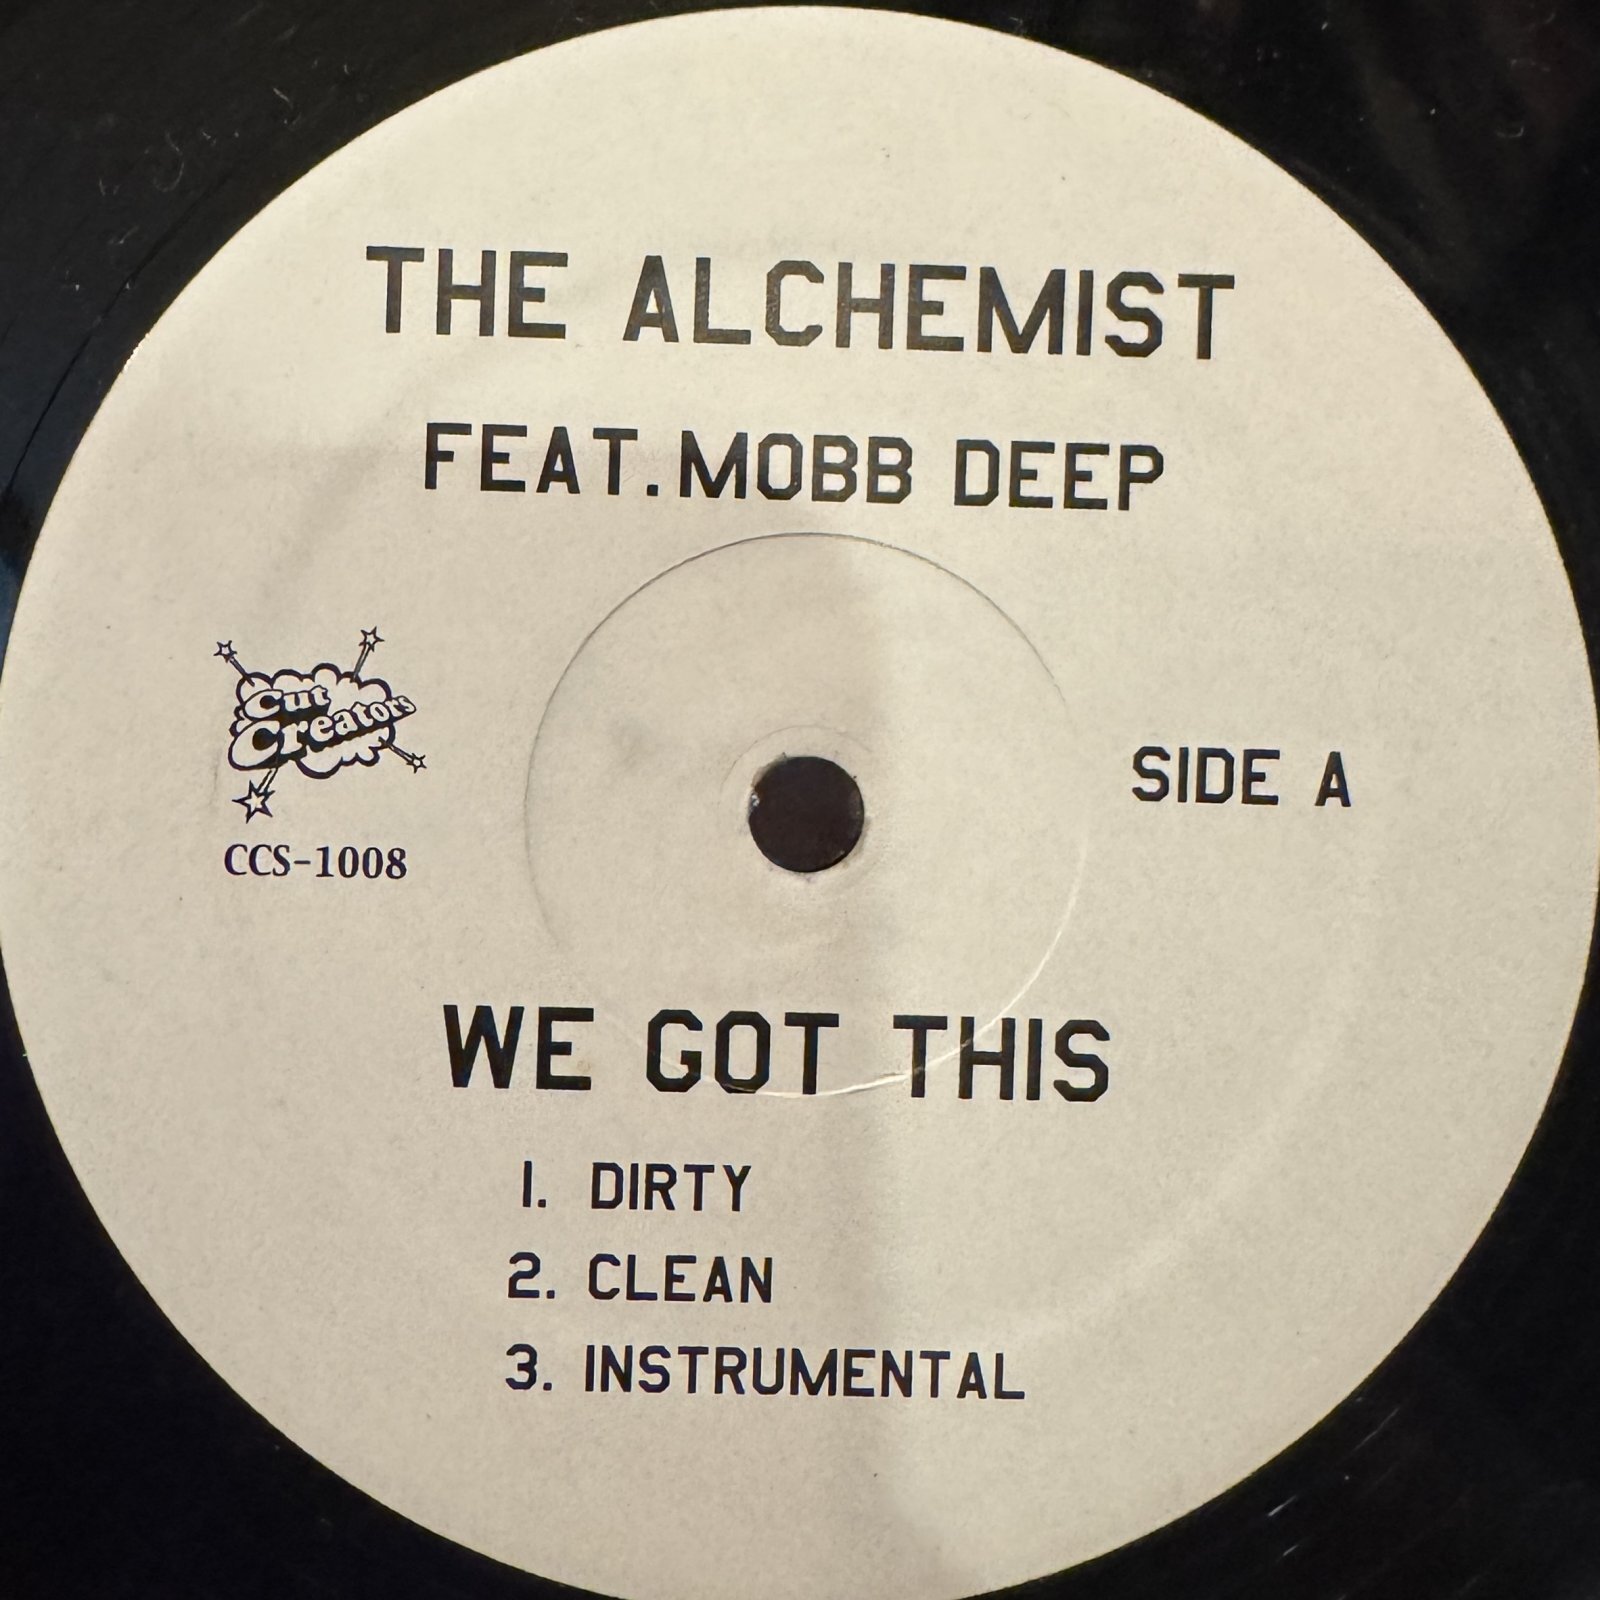 THE ALCHEMIST
FEAT. MOBB DEEP
Cut
Creators
CCS-1008
SIDE A
WE GOT THIS
1. DIRTY
2. CLEAN
3. INSTRUMENTAL